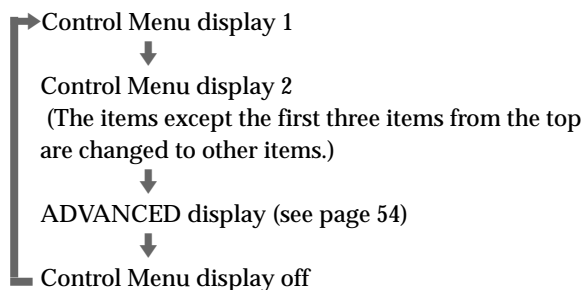 Control Menu display 1
Control Menu display 2
(The items except the first three items from the top
are changed to other items.)
ADVANCED display (see page 54)
Control Menu display off